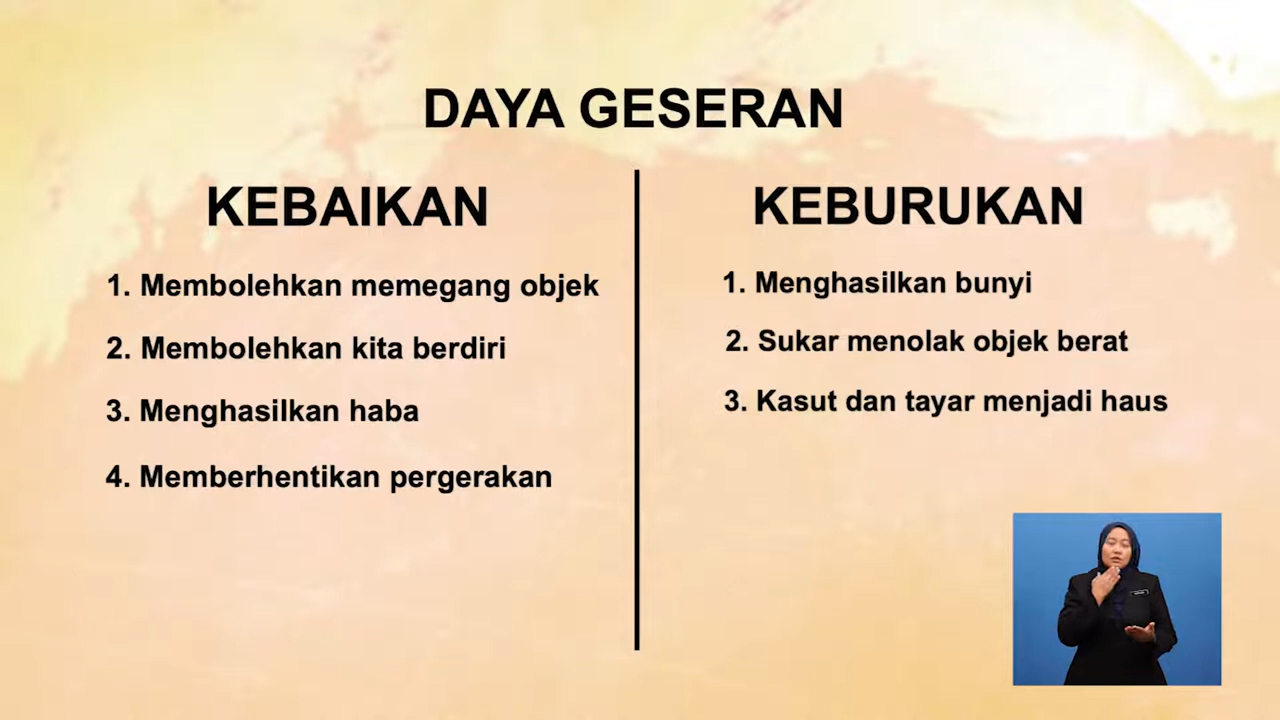 DAYA GESERAN
KEBAIKAN
1. Membolehkan memegang objek
2. Membolehkan kita berdiri
3. Menghasilkan haba
4. Memberhentikan pergerakan
KEBURUKAN
1. Menghasilkan bunyi
2. Sukar menolak objek berat
3. Kasut dan tayar menjadi haus